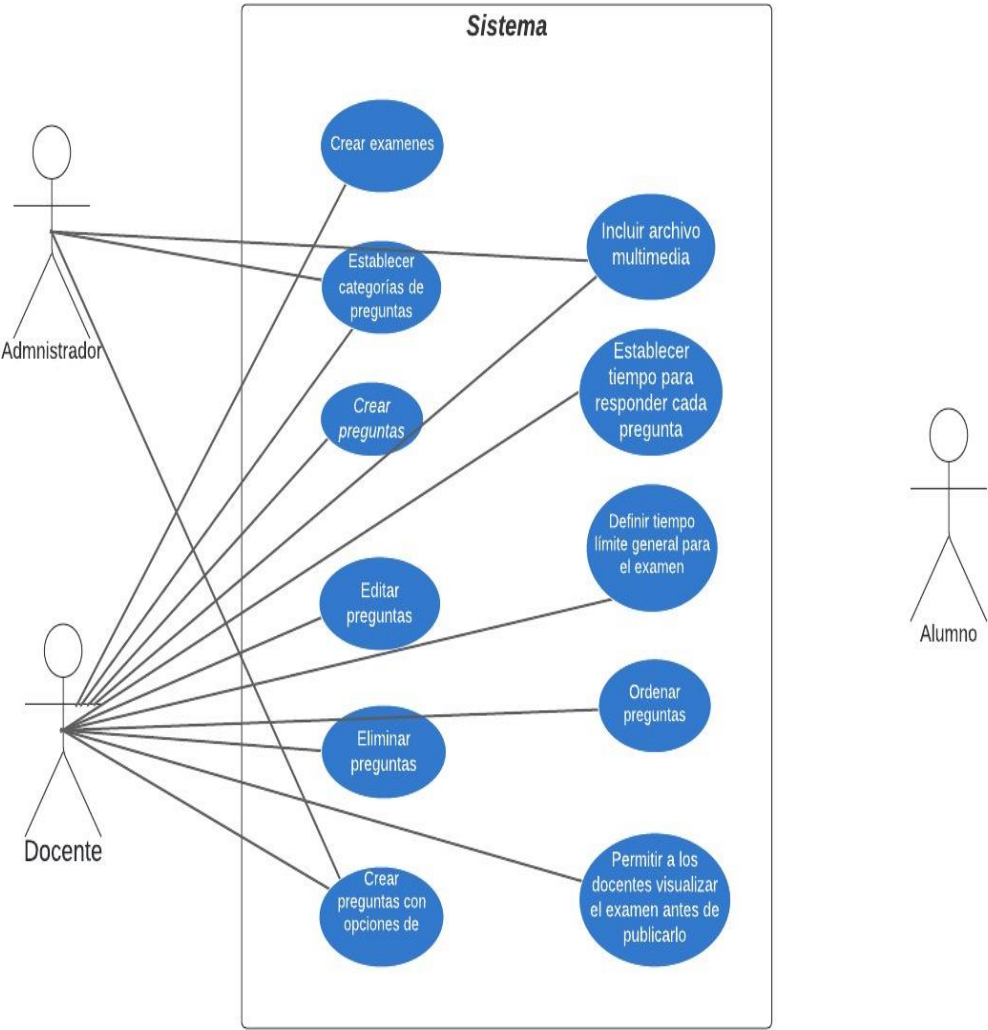 Sistema
Crear examenes
Incluir archivo
multimedia
Establecer
categorías de
preguntas
Admnistrador
Establecer
tiempo para
responder cada
pregunta
Crear
preguntas
Definir tiempo
límite general para
el examen
Alumno
Editar
preguntas
Ordenar
preguntas
Eliminar
preguntas
Docente
Crear
preguntas con
opciones de
Permitir a los
docentes visualizar
el examen antes de
publicarlo